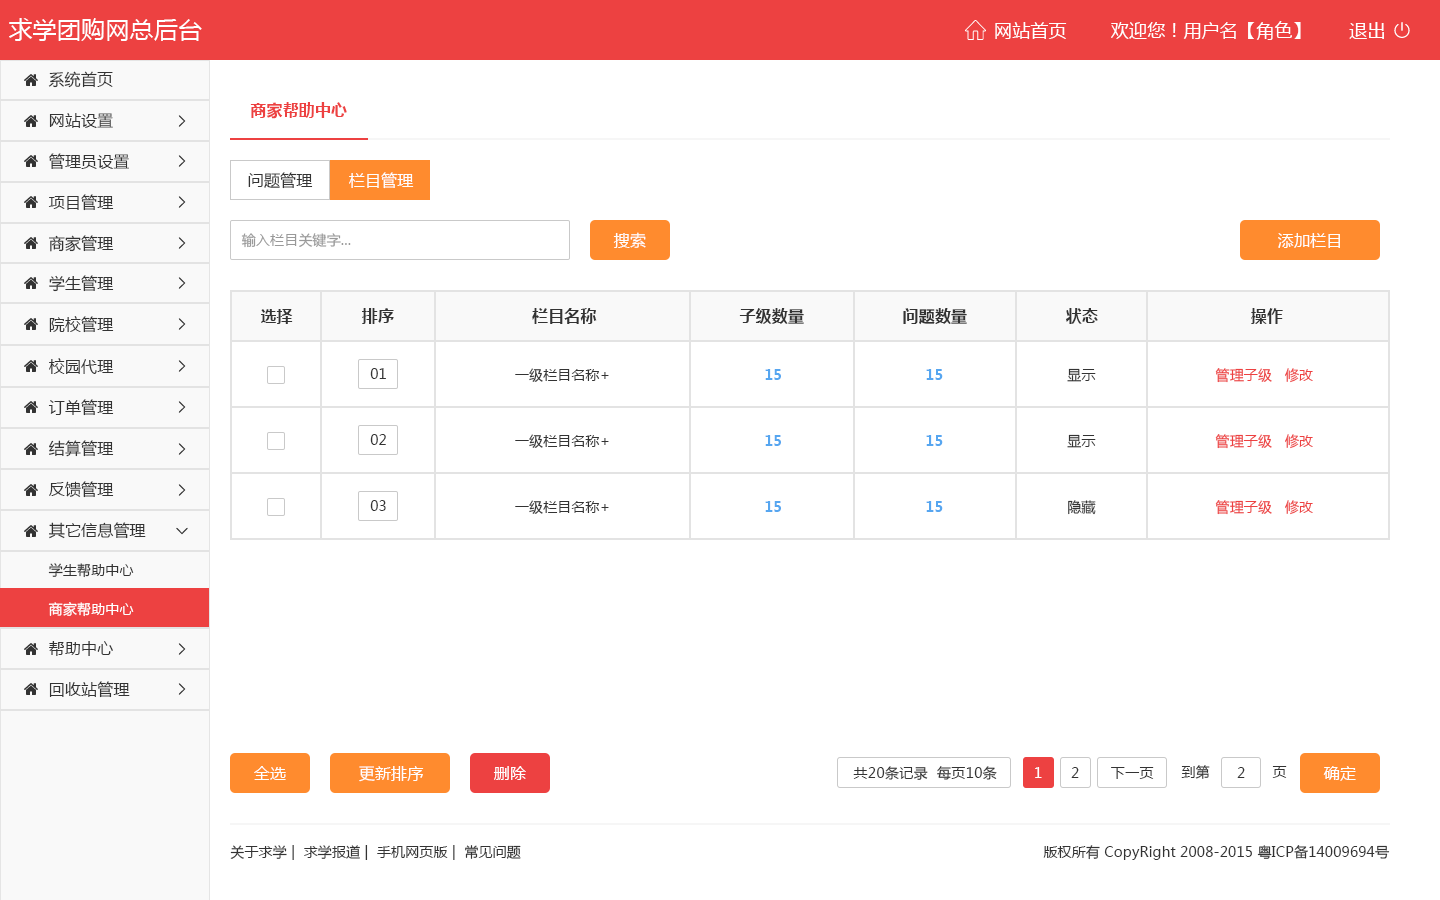 求学团购网总后台 网站首页 欢迎您！用户名【角色】 退出
系统首页
网站设置
管理员设置
项目管理
商家管理
学生管理
院校管理
校园代理
订单管理
结算管理
反馈管理
其它信息管理
学生帮助中心
商家帮助中心
帮助中心
回收站管理
商家帮助中心
问题管理 栏目管理
输入栏目关键字... 搜索 添加栏目
选择 排序 栏目名称 子级数量 问题数量 状态 操作
01 一级栏目名称+ 15 15 显示 管理子级 修改
02 一级栏目名称+ 15 15 显示 管理子级 修改
03 一级栏目名称+ 15 15 隐藏 管理子级 修改
全选 更新排序 删除 共20条记录 每页10条 1 2 下一页 到第 2 页 确定
关于求学 | 求学报道 | 手机网页版 | 常见问题 版权所有 CopyRight 2008-2015 粤ICP备14009694号